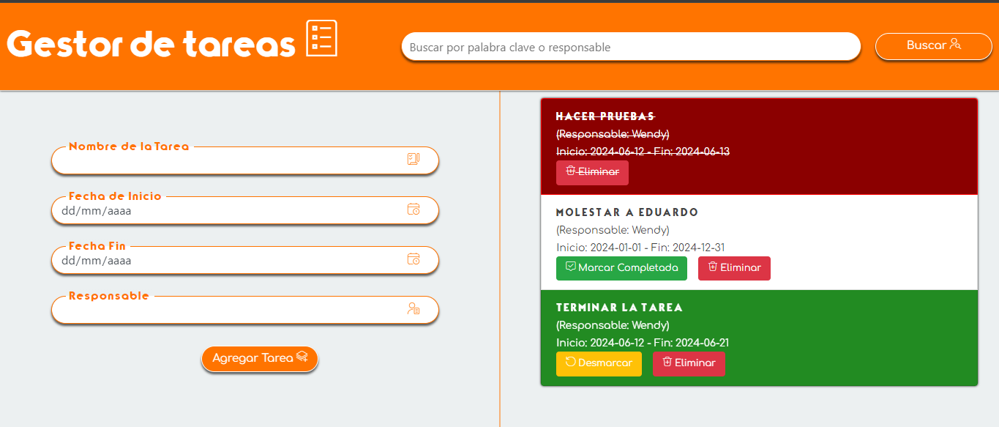 Gestor de tareas
Buscar por palabra clave o responsable
Buscar
Nombre de la Tarea
Fecha de Inicio
dd/mm/aaaa
Fecha Fin
dd/mm/aaaa
Responsable
Agregar Tarea
HACER PRUEBAS
(Responsable: Wendy)
Inicio: 2024-06-12 - Fin: 2024-06-13
Eliminar
MOLESTAR A EDUARDO
(Responsable: Wendy)
Inicio: 2024-01-01 - Fin: 2024-12-31
Marcar Completada Eliminar
TERMINAR LA TAREA
(Responsable: Wendy)
Inicio: 2024-06-12 - Fin: 2024-06-21
Desmarcar Eliminar